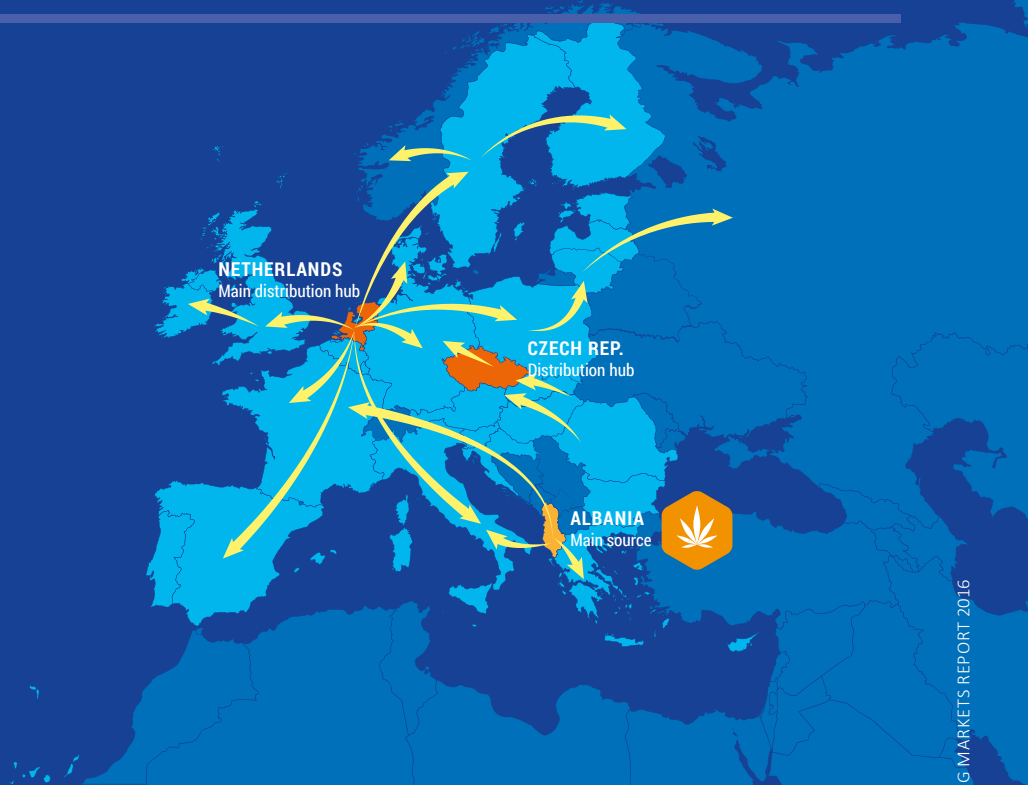 NETHERLANDS
Main distribution hub
CZECH REP.
Distribution hub
ALBANIA
Main source
G MARKETS REPORT 2016